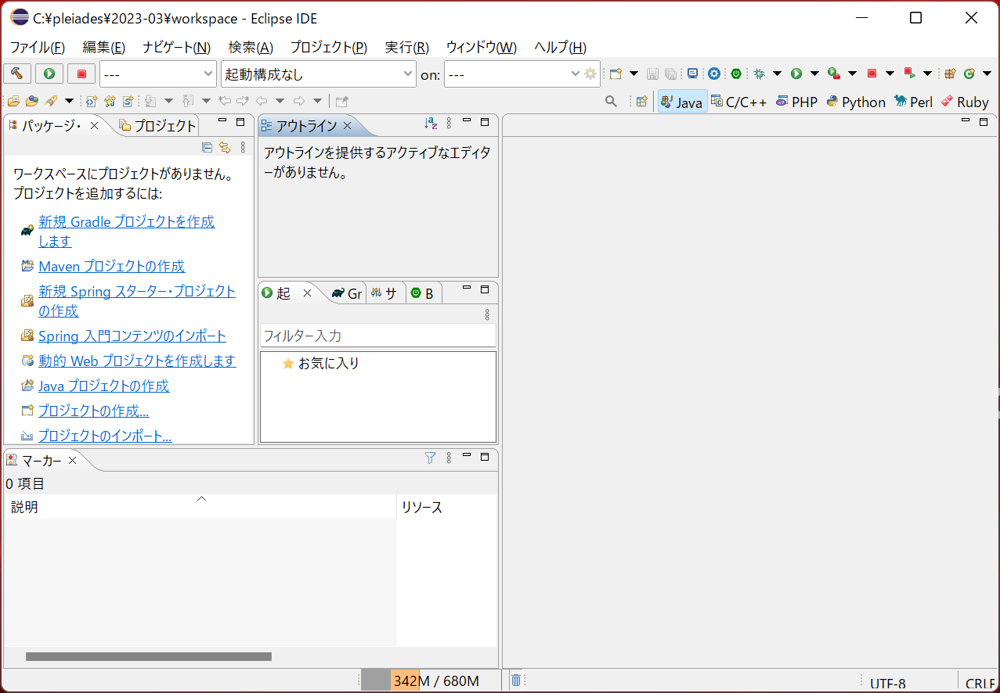 C:¥pleiades¥2023-03¥workspace - Eclipse IDE
ファイル(F) 編集(E) ナビゲート(N) 検索(A) プロジェクト(P) 実行(R) ウィンドウ(W) ヘルプ(H)
--- 起動構成なし on: ---
Java C/C++ PHP Python Perl Ruby
パッケージ・ プロジェクト
ワークスペースにプロジェクトがありません。
プロジェクトを追加するには:
新規 Gradle プロジェクトを作成
します
Maven プロジェクトの作成
新規 Spring スターター・プロジェクト
の作成
Spring 入門コンテンツのインポート
動的 Web プロジェクトを作成します
Java プロジェクトの作成
プロジェクトの作成...
プロジェクトのインポート...
アウトライン
アウトラインを提供するアクティブなエディタ
ーがありません。
起 Gr サ B
フィルター入力
お気に入り
マーカー
0 項目
説明 リソース
342M / 680M UTF-8 CRLF